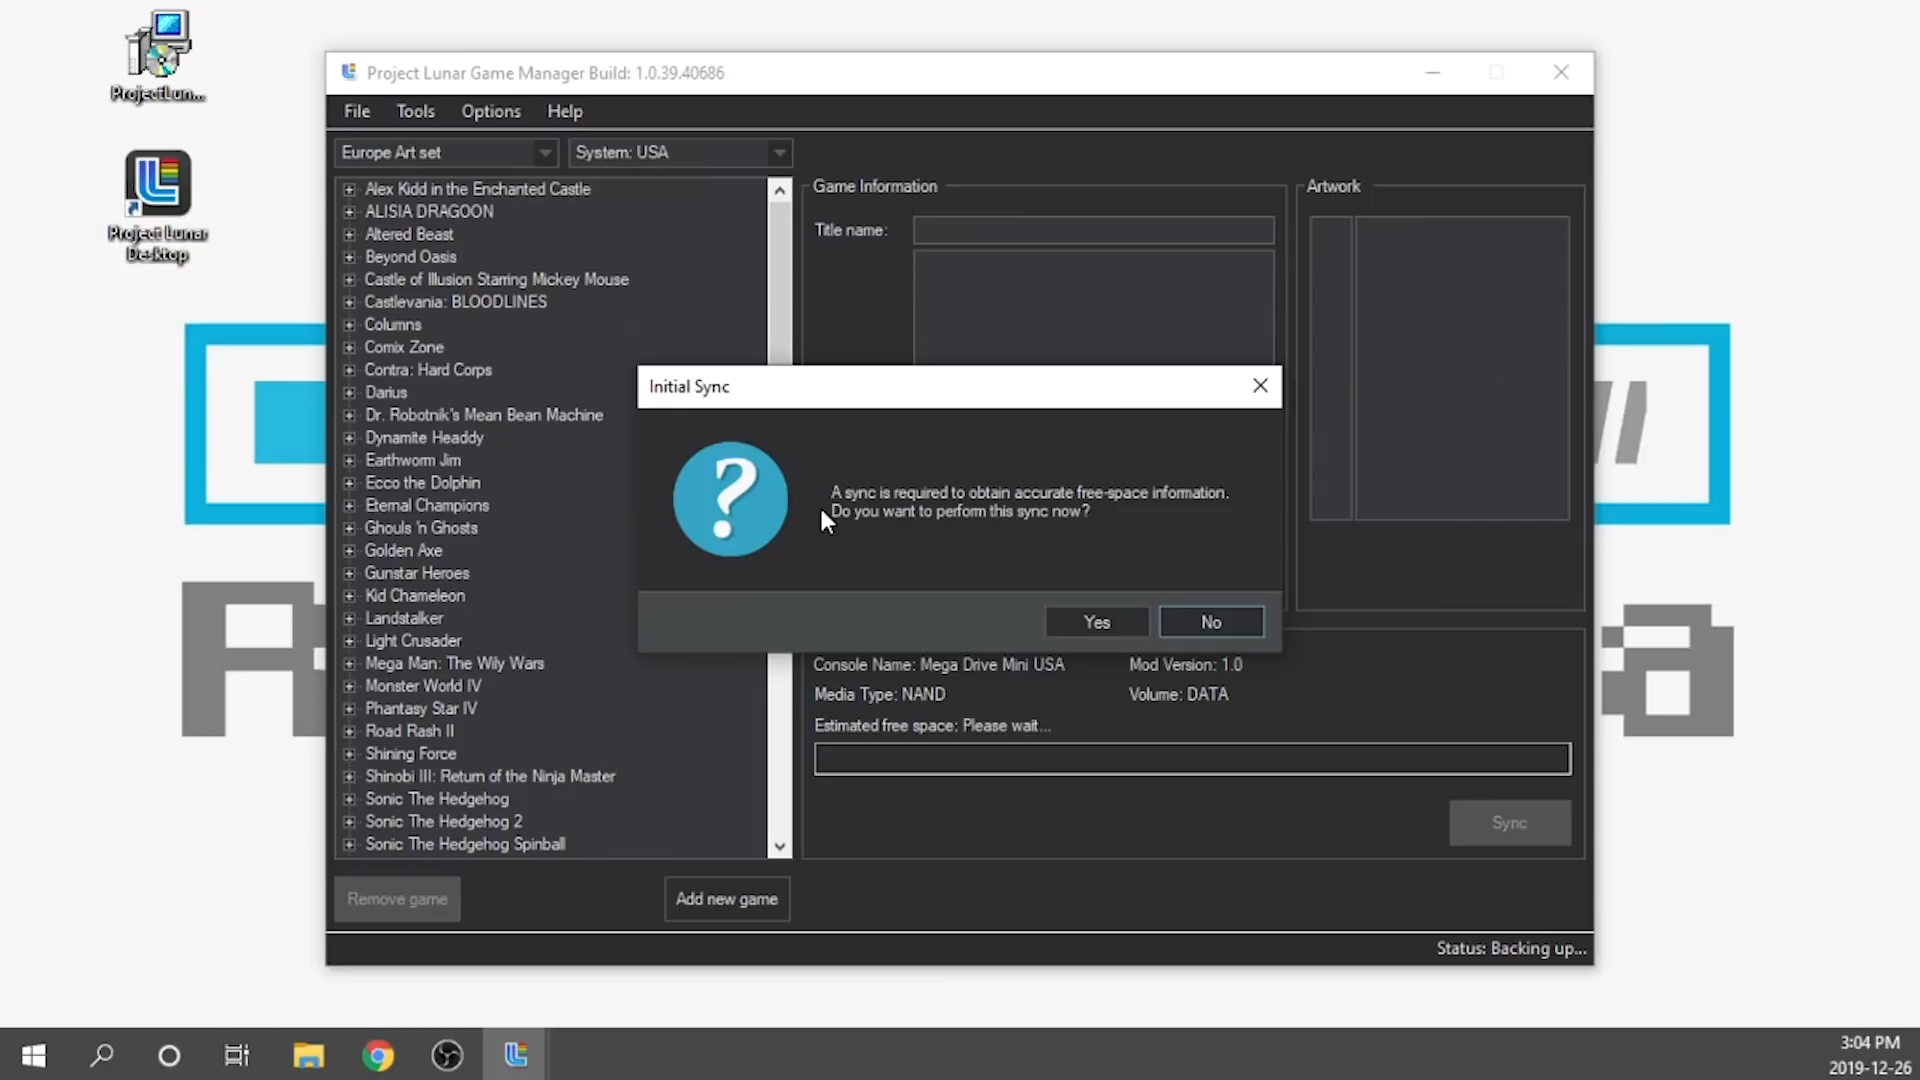 ProjectLun...
Project Lunar
Desktop
Project Lunar Game Manager Build: 1.0.39.40686
File Tools Options Help
Europe Art set
System: USA
Alex Kidd in the Enchanted Castle
ALISIA DRAGOON
Altered Beast
Beyond Oasis
Castle of Illusion Starring Mickey Mouse
Castlevania: BLOODLINES
Columns
Comix Zone
Contra: Hard Corps
Darius
Dr. Robotnik's Mean Bean Machine
Dynamite Headdy
Earthworm Jim
Ecco the Dolphin
Eternal Champions
Ghouls 'n Ghosts
Golden Axe
Gunstar Heroes
Kid Chameleon
Landstalker
Light Crusader
Mega Man: The Wily Wars
Monster World IV
Phantasy Star IV
Road Rash II
Shining Force
Shinobi III: Return of the Ninja Master
Sonic The Hedgehog
Sonic The Hedgehog 2
Sonic The Hedgehog Spinball
Remove game
Add new game
Game Information
Title name:
Artwork
Initial Sync
A sync is required to obtain accurate free-space information.
Do you want to perform this sync now?
Yes
No
Console Name: Mega Drive Mini USA
Mod Version: 1.0
Media Type: NAND
Volume: DATA
Estimated free space: Please wait...
Sync
Status: Backing up...
3:04 PM
2019-12-26